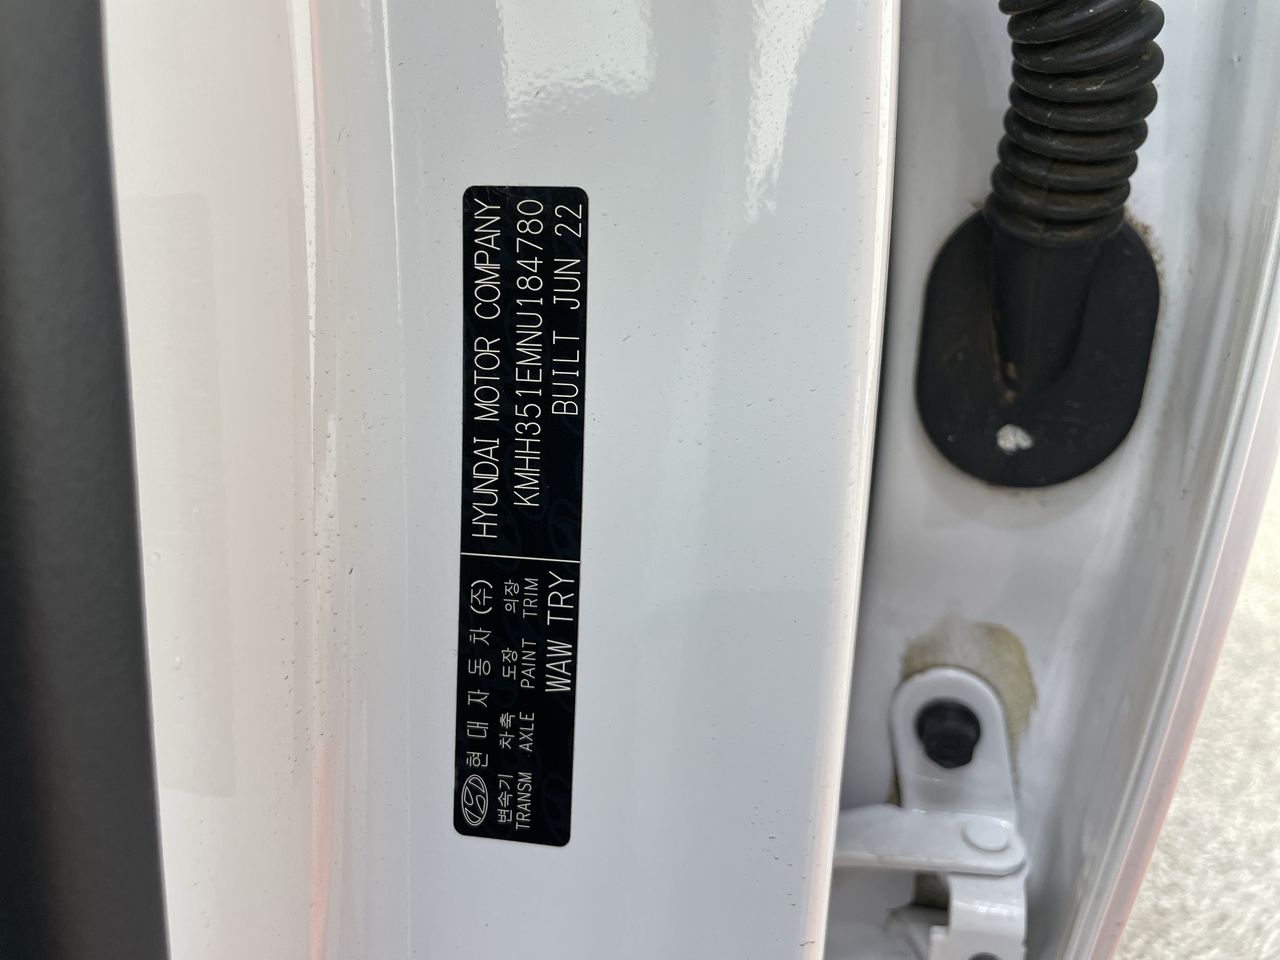 현대자동차(주)
HYUNDAI MOTOR COMPANY
변속기 차축 도장 의장
TRANSM AXLE PAINT TRIM
WAW TRY
KMHH351EMNU184780
BUILT JUN 22